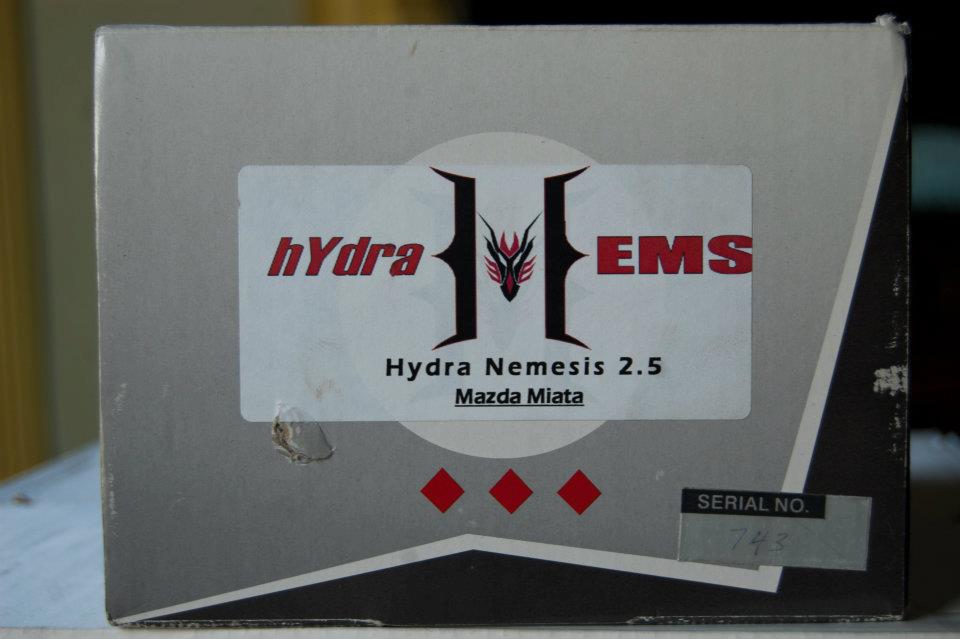 hYdra EMS
Hydra Nemesis 2.5
Mazda Miata
SERIAL NO.
743